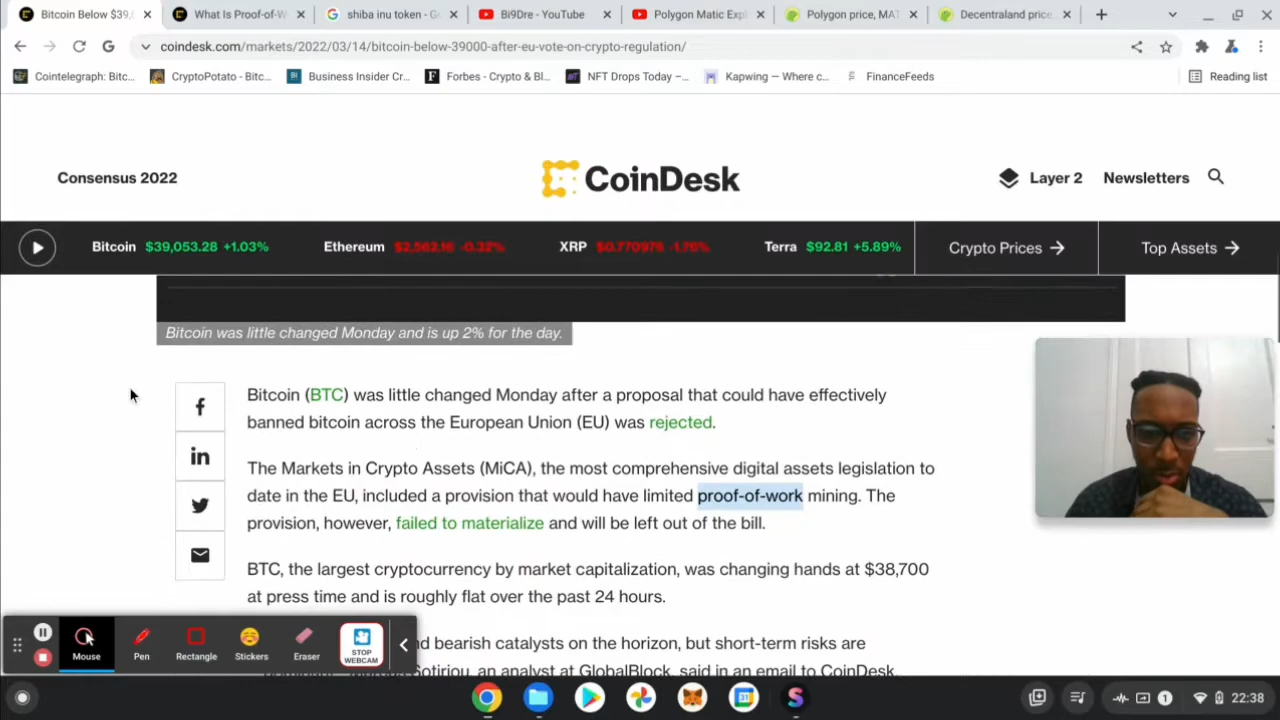 Bitcoin Below $39,
What Is Proof-of-W
shiba inu token - G
Bi9Dre - YouTube
Polygon Matic Expl
Polygon price, MAT
Decentraland price
coindesk.com/markets/2022/03/14/bitcoin-below-39000-after-eu-vote-on-crypto-regulation/
Cointelegraph: Bitc...
CryptoPotato - Bitc...
Business Insider Cr...
Forbes - Crypto & Bl...
NFT Drops Today –...
Kapwing — Where c...
FinanceFeeds
Reading list
Consensus 2022
CoinDesk
Layer 2
Newsletters
Bitcoin $39,053.28 +1.03%
Ethereum $2,562.16 -0.32%
XRP
Terra $92.81 +5.89%
Crypto Prices →
Top Assets →
Bitcoin was little changed Monday and is up 2% for the day.
Bitcoin (BTC) was little changed Monday after a proposal that could have effectively
banned bitcoin across the European Union (EU) was rejected.
The Markets in Crypto Assets (MiCA), the most comprehensive digital assets legislation to
date in the EU, included a provision that would have limited proof-of-work mining. The
provision, however, failed to materialize and will be left out of the bill.
BTC, the largest cryptocurrency by market capitalization, was changing hands at $38,700
at press time and is roughly flat over the past 24 hours.
bearish catalysts on the horizon, but short-term risks are
Sotiriou, an analyst at GlobalBlock, said in an email to CoinDesk.
Mouse
Pen
Rectangle
Stickers
Eraser
STOP
WEBCAM
1
22:38